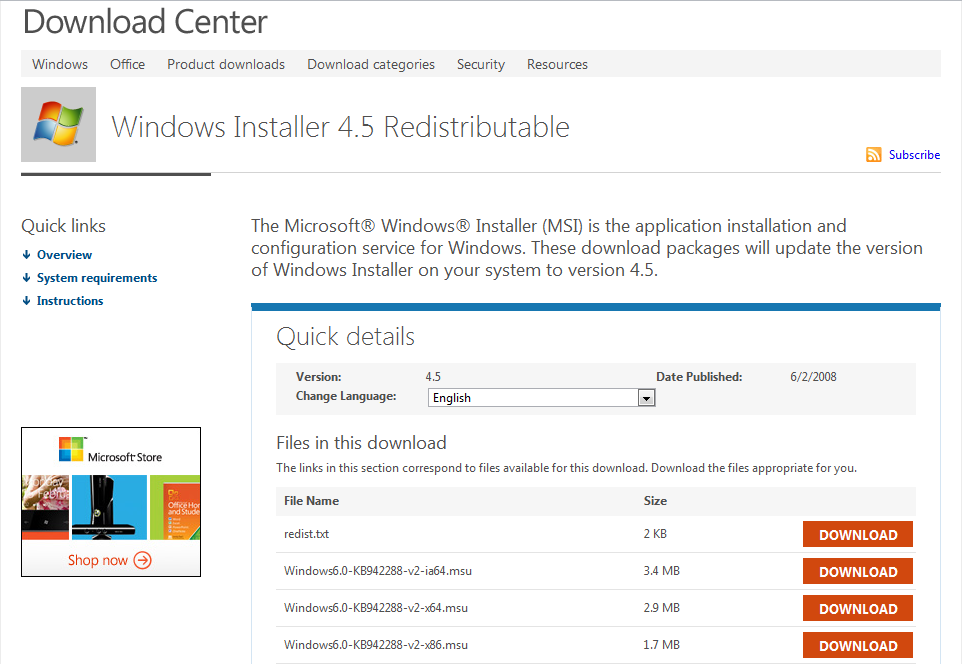 Download Center
Windows Office Product downloads Download categories Security Resources
Windows Installer 4.5 Redistributable
Subscribe
Quick links
Overview
System requirements
Instructions
The Microsoft® Windows® Installer (MSI) is the application installation and
configuration service for Windows. These download packages will update the version
of Windows Installer on your system to version 4.5.
Quick details
Version: 4.5 Date Published: 6/2/2008
Change Language: English
Microsoft Store
Office Hom
and Studen
Shop now
Files in this download
The links in this section correspond to files available for this download. Download the files appropriate for you.
File Name Size
redist.txt 2 KB DOWNLOAD
Windows6.0-KB942288-v2-ia64.msu 3.4 MB DOWNLOAD
Windows6.0-KB942288-v2-x64.msu 2.9 MB DOWNLOAD
Windows6.0-KB942288-v2-x86.msu 1.7 MB DOWNLOAD